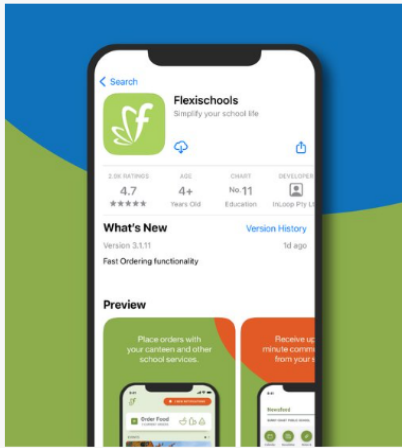 Search
Flexischools
Simplify your school life
2.8K RATINGS
AGE
CHART
DEVELOPER
4.7
4+
No.11
★★★★★
Years Old
Education
InLoop Pty
What's New
Version History
Version 3.1.11
1d ago
Fast Ordering functionality
Preview
Place orders with
your canteen and other
school services.
Receive up
minute comm
from your s
Order Food